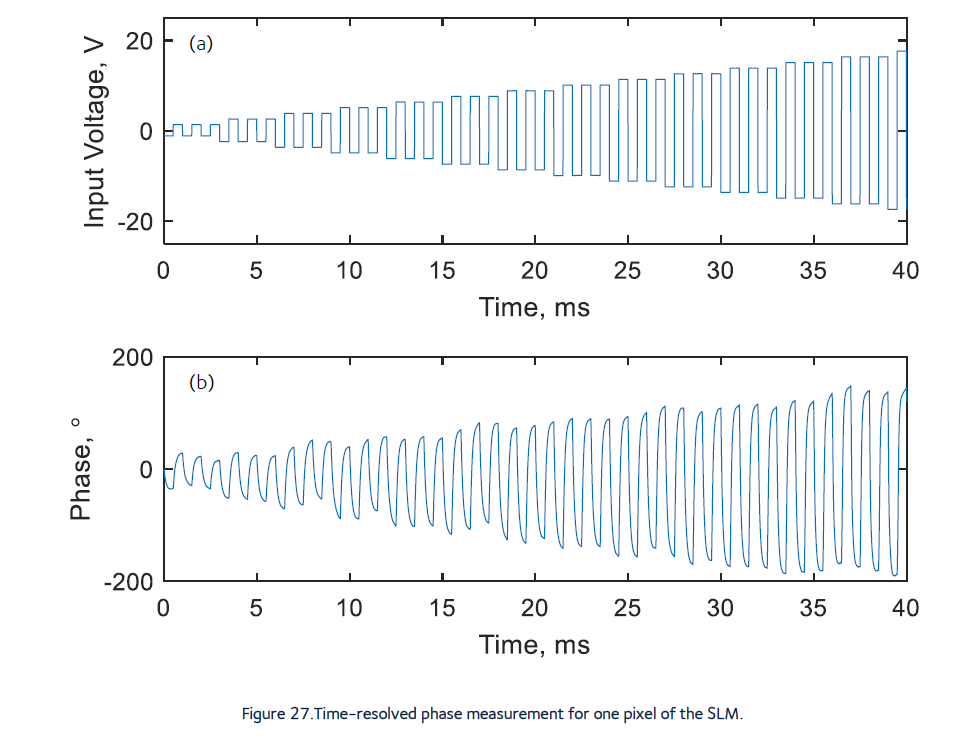 (a)
Input Voltage, V
20
0
-20
0 5 10 15 20 25 30 35 40
Time, ms
(b)
Phase, °
200
0
-200
0 5 10 15 20 25 30 35 40
Time, ms
Figure 27.Time-resolved phase measurement for one pixel of the SLM.